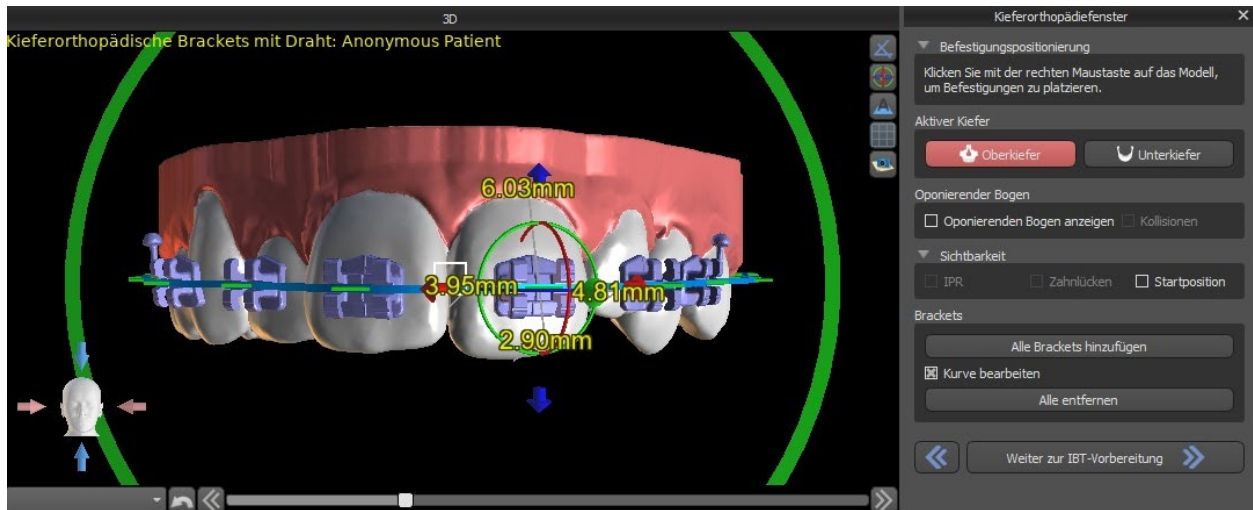 3D
Kieferorthopädische Brackets mit Draht: Anonymous Patient
6.03mm
3.95mm
4.81mm
2.90mm
Kieferorthopädiefenster
Befestigungspositionierung
Klicken Sie mit der rechten Maustaste auf das Modell,
um Befestigungen zu platzieren.
Aktiver Kiefer
Oberkiefer
Unterkiefer
Oponierender Bogen
Oponierenden Bogen anzeigen
Kollisionen
Sichtbarkeit
IPR
Zahnlücken
Startposition
Brackets
Alle Brackets hinzufügen
Kurve bearbeiten
Alle entfernen
Weiter zur IBT-Vorbereitung